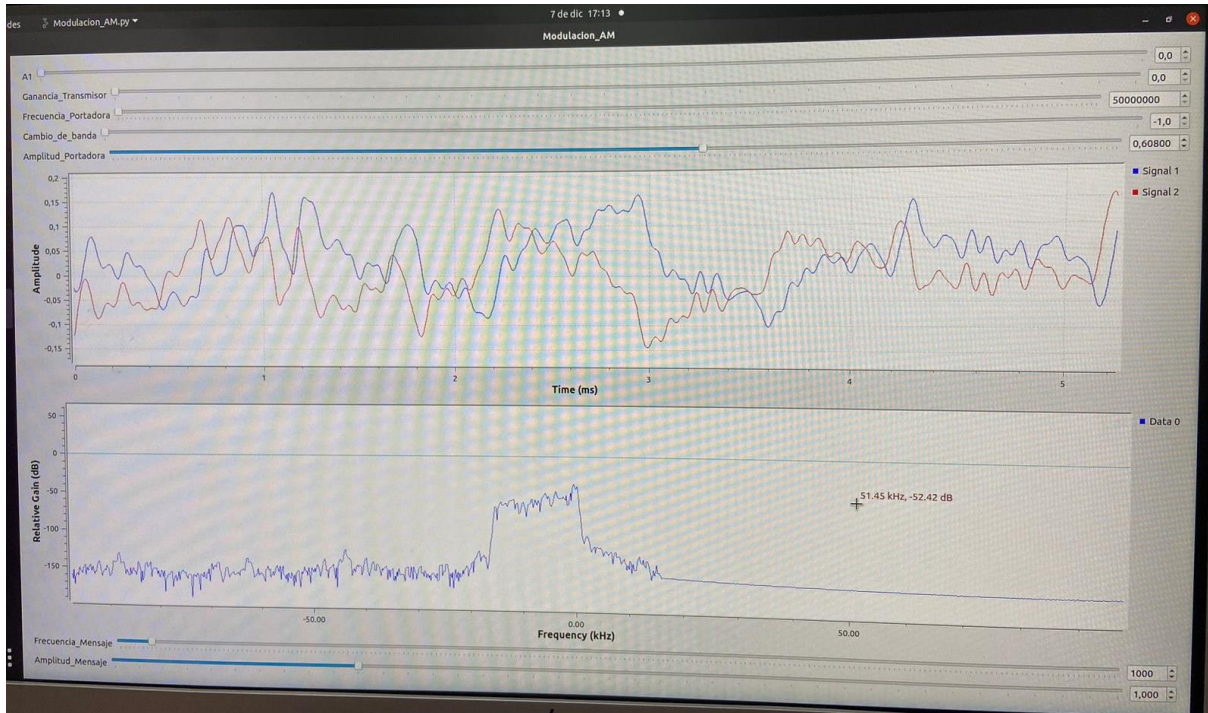 des Modulacion_AM.py 7 de dic 17:13
Modulacion_AM
A1 0,0
Ganancia_Transmisor 0,0
Frecuencia_Portadora 50000000
Cambio_de_banda -1,0
Amplitud_Portadora 0,60800
Signal 1
Signal 2
0,2
0,15
0,1
0,05
0
-0,05
-0,1
-0,15
Amplitude
0 1 2 3 4 5
Time (ms)
Data 0
50
0
-50
-100
-150
Relative Gain (dB)
51.45 kHz, -52.42 dB
-50.00 0.00 50.00
Frequency (kHz)
Frecuencia_Mensaje 1000
Amplitud_Mensaje 1,000